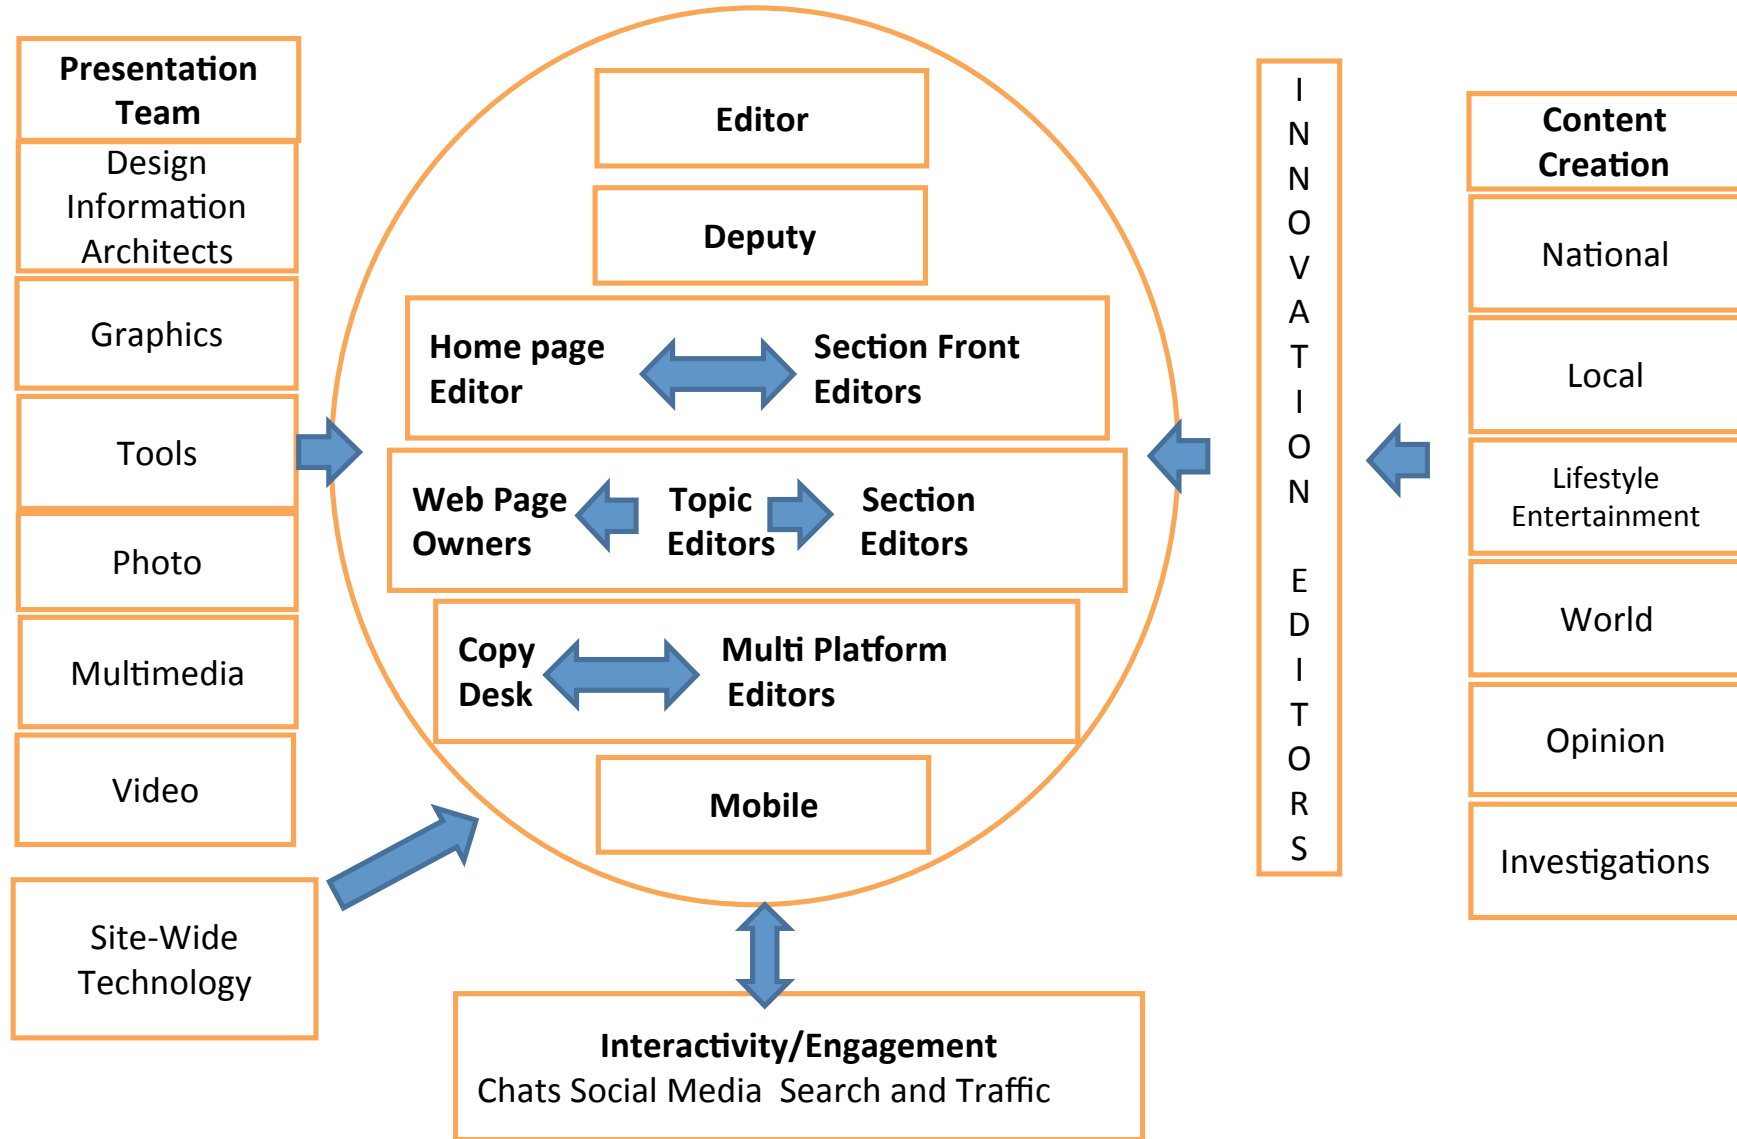 Presentation
Team
Design
Information
Architects
Graphics
Tools
Photo
Multimedia
Video
Site-Wide
Technology
Editor
Deputy
Home page
Editor
Section Front
Editors
Web Page
Owners
Topic
Editors
Section
Editors
Copy
Desk
Multi Platform
Editors
Mobile
Interactivity/Engagement
Chats Social Media Search and Traffic
INNOVATION EDITORS
Content
Creation
National
Local
Lifestyle
Entertainment
World
Opinion
Investigations